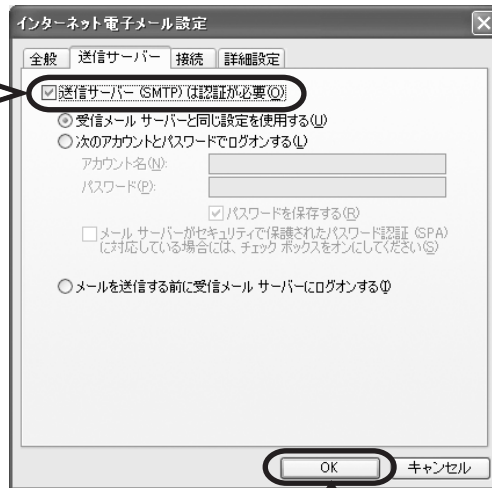 インターネット電子メール設定
全般 送信サーバー 接続 詳細設定
送信サーバー (SMTP) は認証が必要(O)
受信メール サーバーと同じ設定を使用する(U)
次のアカウントとパスワードでログオンする(L)
アカウント名(N):
パスワード(P):
パスワードを保存する(R)
メール サーバーがセキュリティで保護されたパスワード認証 (SPA)
に対応している場合には、チェック ボックスをオンにしてください(S)
メールを送信する前に受信メール サーバーにログオンする(I)
OK キャンセル